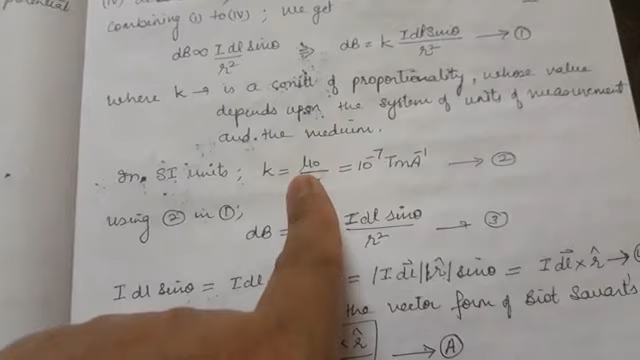 potential
combining (i) to (iv) ; we get
dB ∝ I dl sinθ / r² ⇒ dB = k I dl sinθ / r² → ①
where k → is a constt of proportionality, whose value
depends upon the system of units of measurement
and the medium.
In SI units ; k = μ0 / = 10⁻⁷ TmA⁻¹ → ②
using ② in ①,
dB = I dl sinθ / r² → ③
I dl sinθ = I dl = |I dl⃗| |r̂| sinθ = I dl⃗ × r̂ →
the vector form of Biot Savart's
× r̂ → Ⓐ